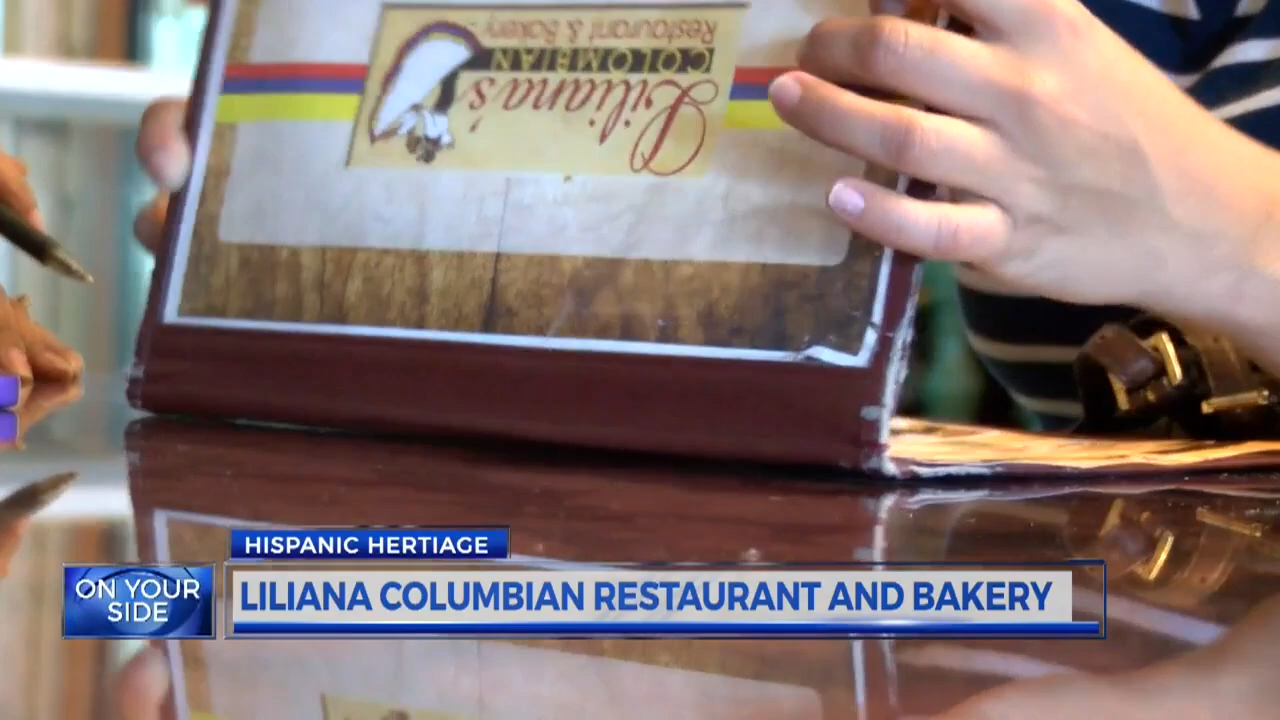 Liliana's
COLOMBIAN
Restaurant & Bakery
HISPANIC HERTIAGE
ON YOUR
SIDE
LILIANA COLUMBIAN RESTAURANT AND BAKERY